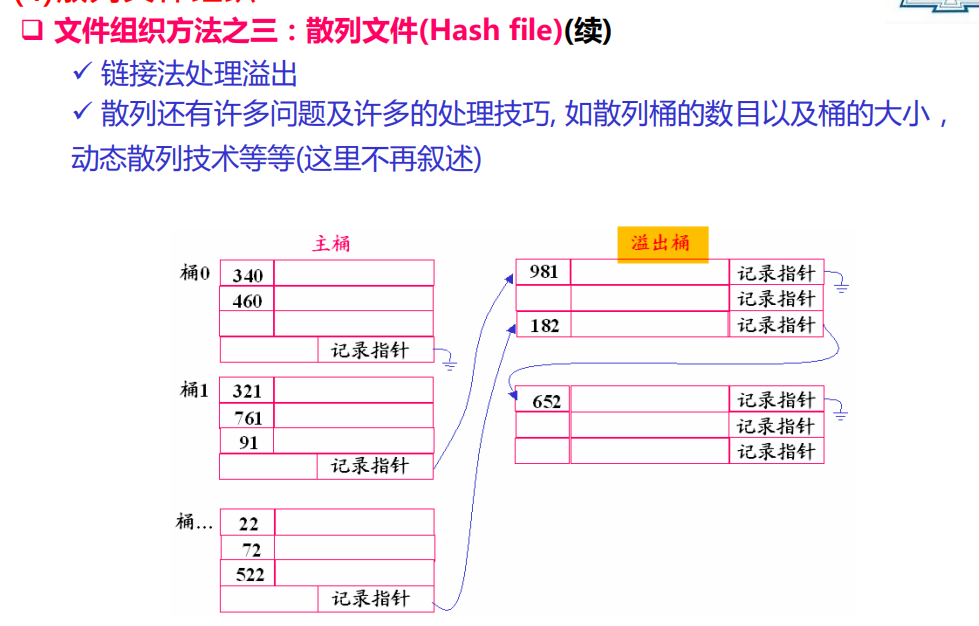 ❑ 文件组织方法之三：散列文件(Hash file)(续)
✓ 链接法处理溢出
✓ 散列还有许多问题及许多的处理技巧, 如散列桶的数目以及桶的大小，
动态散列技术等等(这里不再叙述)
主桶
溢出桶
桶0
340
460
记录指针
桶1
321
761
91
记录指针
桶...
22
72
522
记录指针
981
记录指针
记录指针
182
记录指针
652
记录指针
记录指针
记录指针